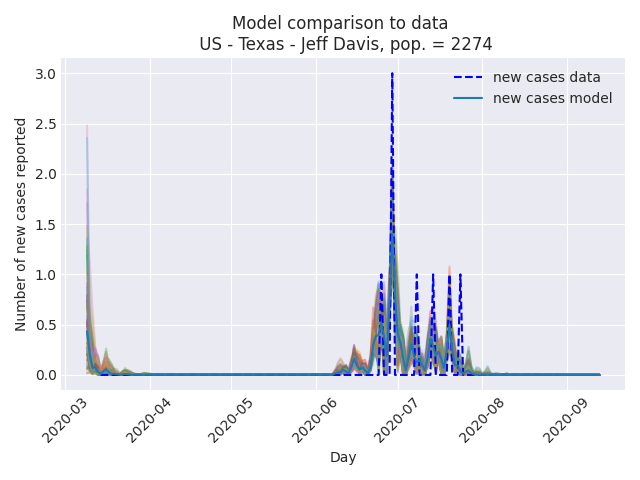 Model comparison to data
US - Texas - Jeff Davis, pop. = 2274
new cases data
new cases model
Number of new cases reported
3.0
2.5
2.0
1.5
1.0
0.5
0.0
2020-03
2020-04
2020-05
2020-06
2020-07
2020-08
2020-09
Day